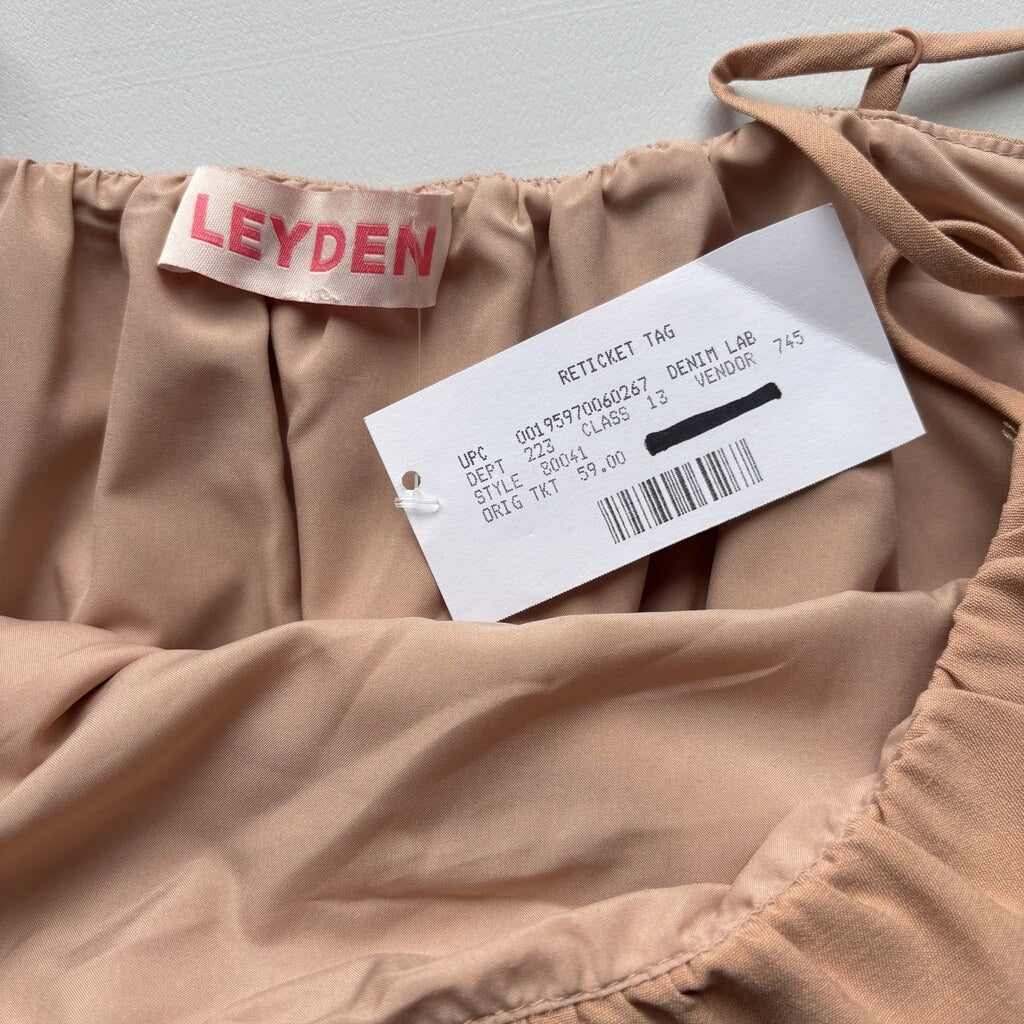 LEYDEN
RETICKET TAG
UPC 00195970060267 DENIM LAB
DEPT 223 CLASS 13 VENDOR 745
STYLE 80041
ORIG TKT 59.00